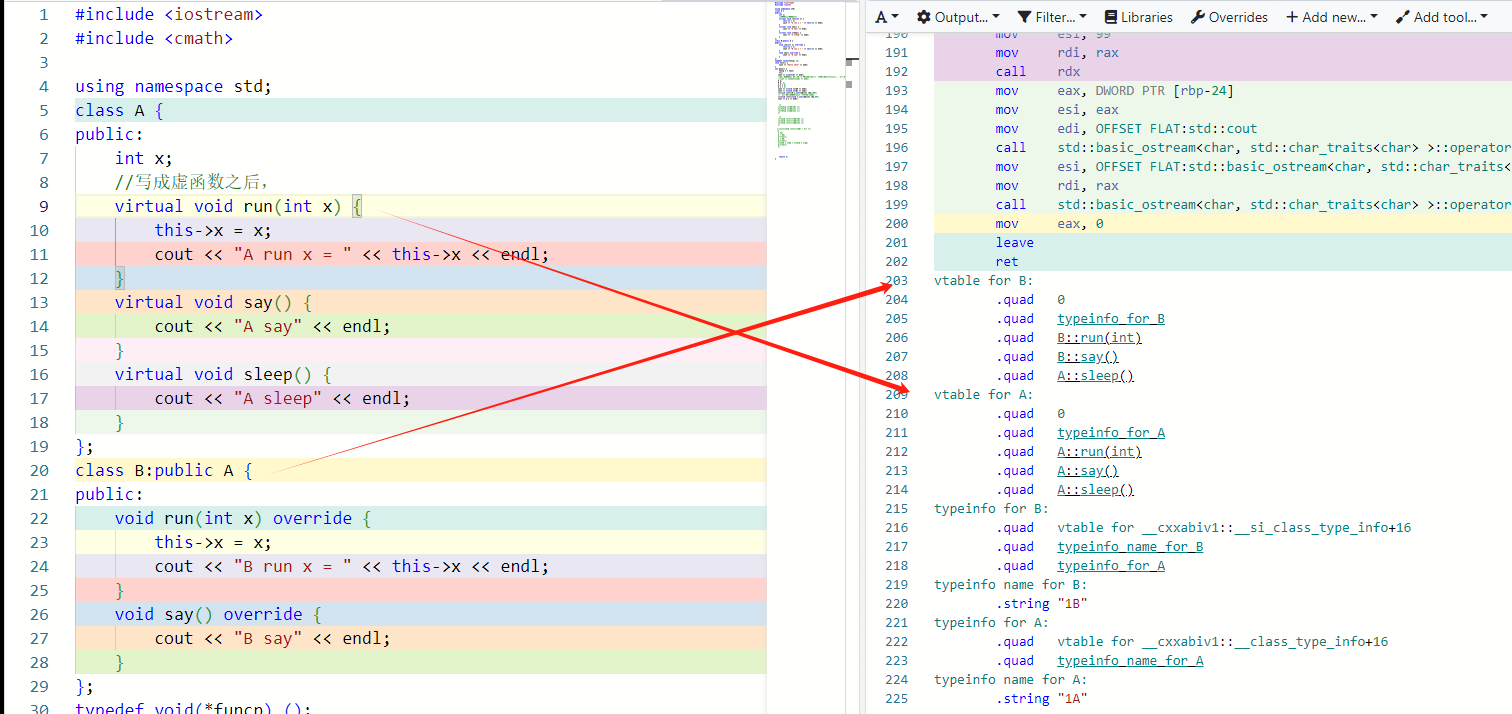 1 #include <iostream>
2 #include <cmath>
3
4 using namespace std;
5 class A {
6 public:
7     int x;
8     //写成虚函数之后，
9     virtual void run(int x) {
10         this->x = x;
11         cout << "A run x = " << this->x << endl;
12     }
13     virtual void say() {
14         cout << "A say" << endl;
15     }
16     virtual void sleep() {
17         cout << "A sleep" << endl;
18     }
19 };
20 class B:public A {
21 public:
22     void run(int x) override {
23         this->x = x;
24         cout << "B run x = " << this->x << endl;
25     }
26     void say() override {
27         cout << "B say" << endl;
28     }
29 };
30 typedef void(*funcp) ();
A Output... Filter... Libraries Overrides + Add new... Add tool...
190 mov esi, 99
191 mov rdi, rax
192 call rdx
193 mov eax, DWORD PTR [rbp-24]
194 mov esi, eax
195 mov edi, OFFSET FLAT:std::cout
196 call std::basic_ostream<char, std::char_traits<char> >::operator
197 mov esi, OFFSET FLAT:std::basic_ostream<char, std::char_traits<
198 mov rdi, rax
199 call std::basic_ostream<char, std::char_traits<char> >::operator
200 mov eax, 0
201 leave
202 ret
203 vtable for B:
204 .quad 0
205 .quad typeinfo_for_B
206 .quad B::run(int)
207 .quad B::say()
208 .quad A::sleep()
209 vtable for A:
210 .quad 0
211 .quad typeinfo_for_A
212 .quad A::run(int)
213 .quad A::say()
214 .quad A::sleep()
215 typeinfo for B:
216 .quad vtable for __cxxabiv1::__si_class_type_info+16
217 .quad typeinfo_name_for_B
218 .quad typeinfo_for_A
219 typeinfo name for B:
220 .string "1B"
221 typeinfo for A:
222 .quad vtable for __cxxabiv1::__class_type_info+16
223 .quad typeinfo_name_for_A
224 typeinfo name for A:
225 .string "1A"